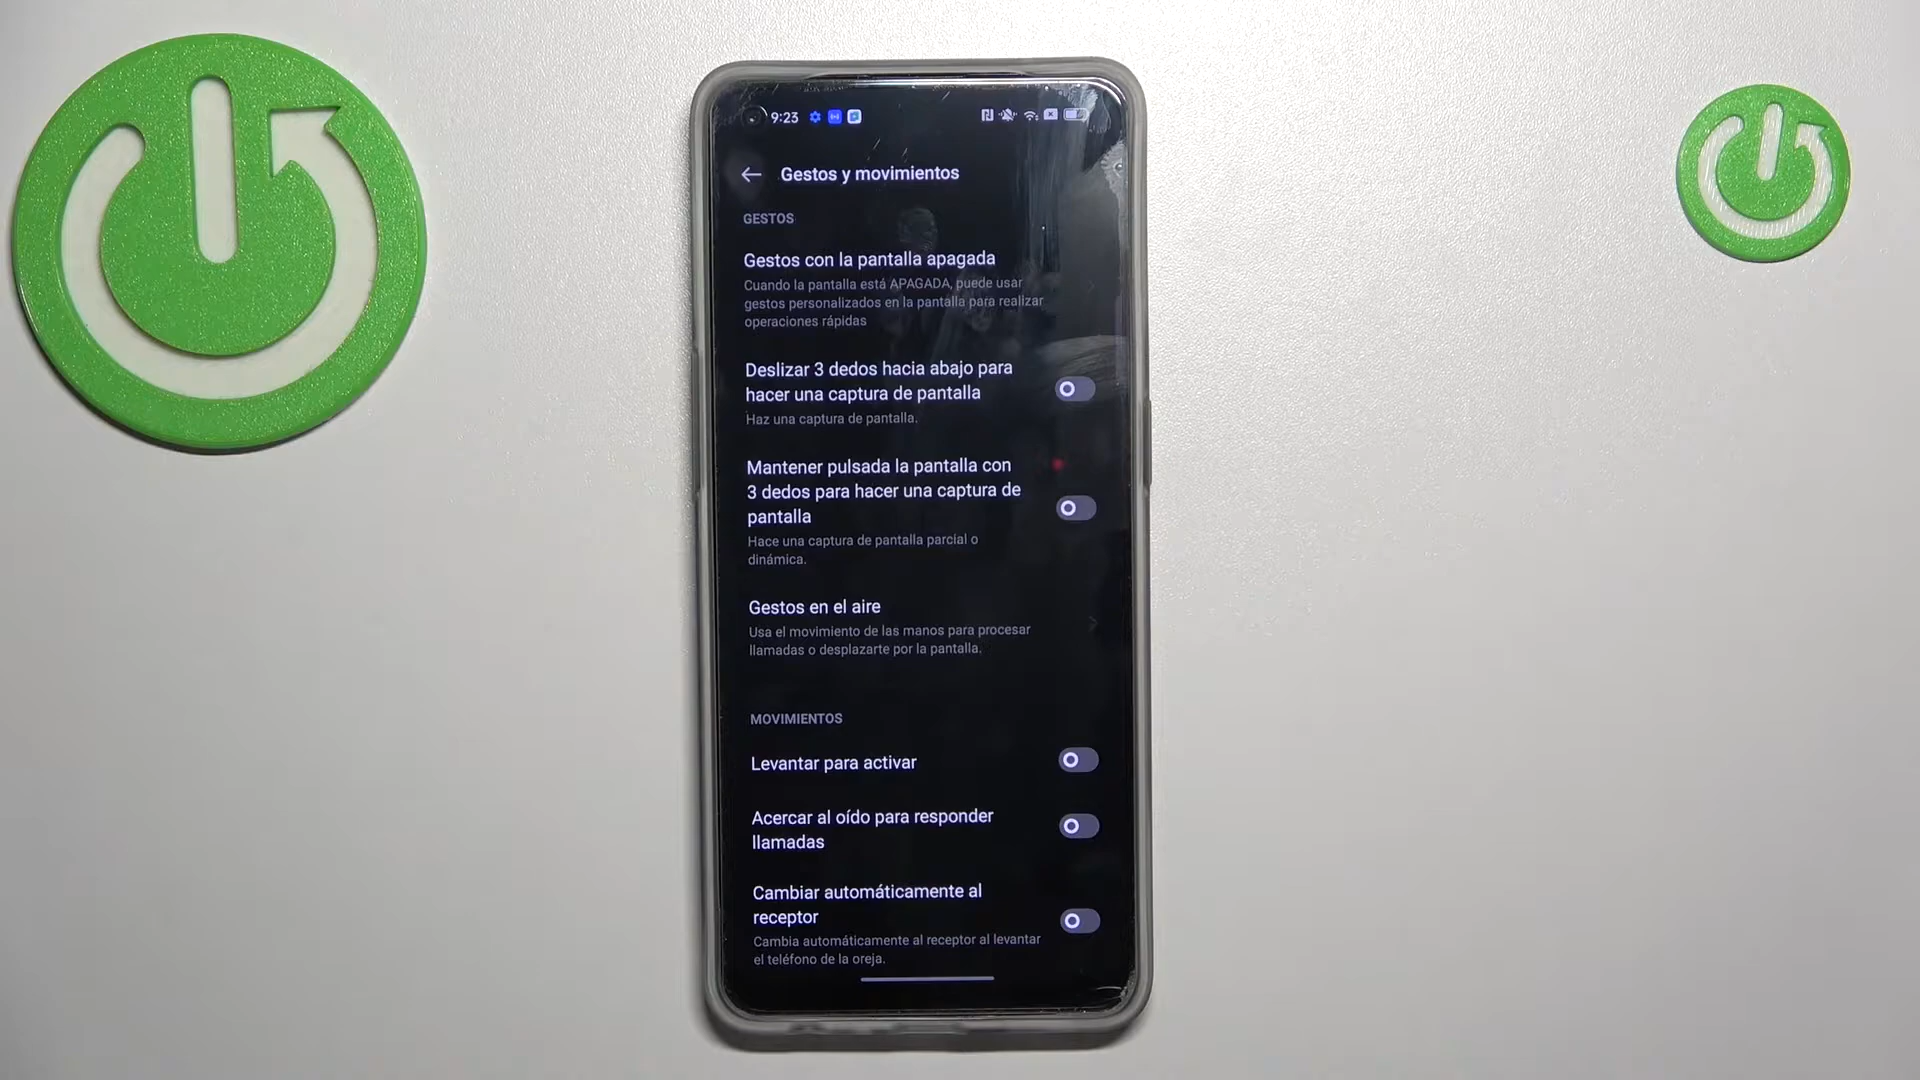 9:23
Gestos y movimientos
GESTOS
Gestos con la pantalla apagada
Cuando la pantalla está APAGADA, puede usar
gestos personalizados en la pantalla para realizar
operaciones rápidas
Deslizar 3 dedos hacia abajo para
hacer una captura de pantalla
Haz una captura de pantalla.
Mantener pulsada la pantalla con
3 dedos para hacer una captura de
pantalla
Hace una captura de pantalla parcial o
dinámica.
Gestos en el aire
Usa el movimiento de las manos para procesar
llamadas o desplazarte por la pantalla.
MOVIMIENTOS
Levantar para activar
Acercar al oído para responder
llamadas
Cambiar automáticamente al
receptor
Cambia automáticamente al receptor al levantar
el teléfono de la oreja.